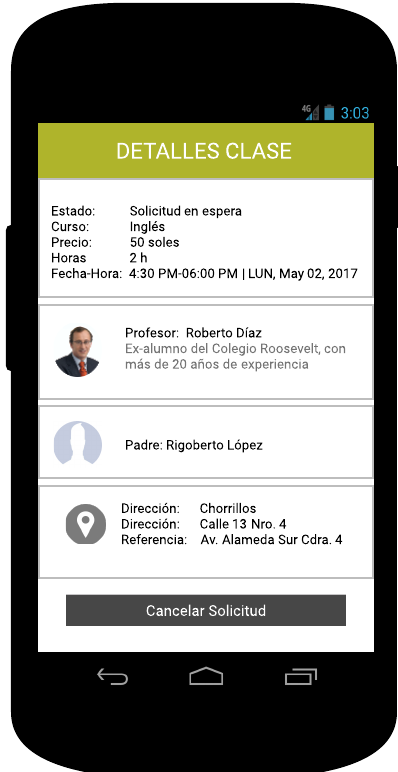 4G 3:03
DETALLES CLASE
Estado: Solicitud en espera
Curso: Inglés
Precio: 50 soles
Horas 2 h
Fecha-Hora: 4:30 PM-06:00 PM | LUN, May 02, 2017
Profesor: Roberto Díaz
Ex-alumno del Colegio Roosevelt, con
más de 20 años de experiencia
Padre: Rigoberto López
Dirección: Chorrillos
Dirección: Calle 13 Nro. 4
Referencia: Av. Alameda Sur Cdra. 4
Cancelar Solicitud